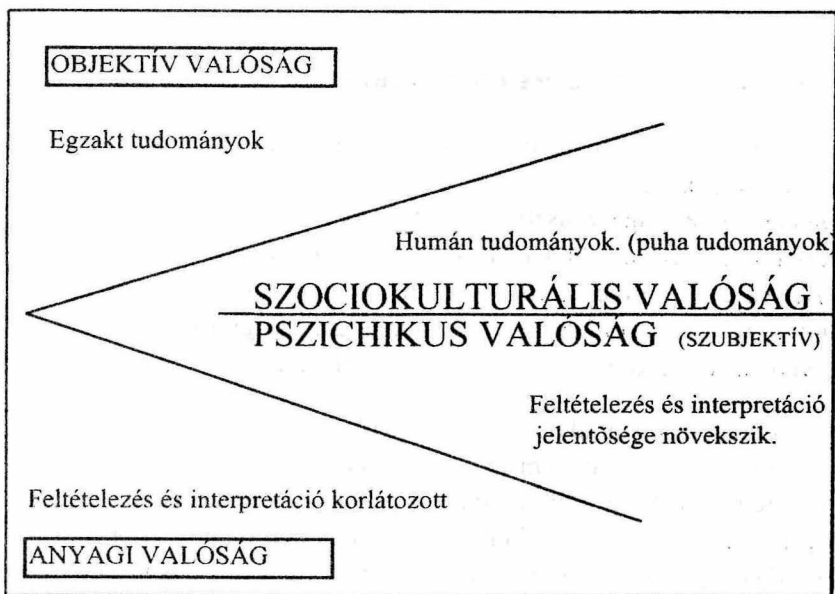 OBJEKTÍV VALÓSÁG
Egzakt tudományok
Humán tudományok. (puha tudományok)
SZOCIOKULTURÁLIS VALÓSÁG
PSZICHIKUS VALÓSÁG (SZUBJEKTÍV)
Feltételezés és interpretáció
jelentõsége növekszik.
Feltételezés és interpretáció korlátozott
ANYAGI VALÓSÁG